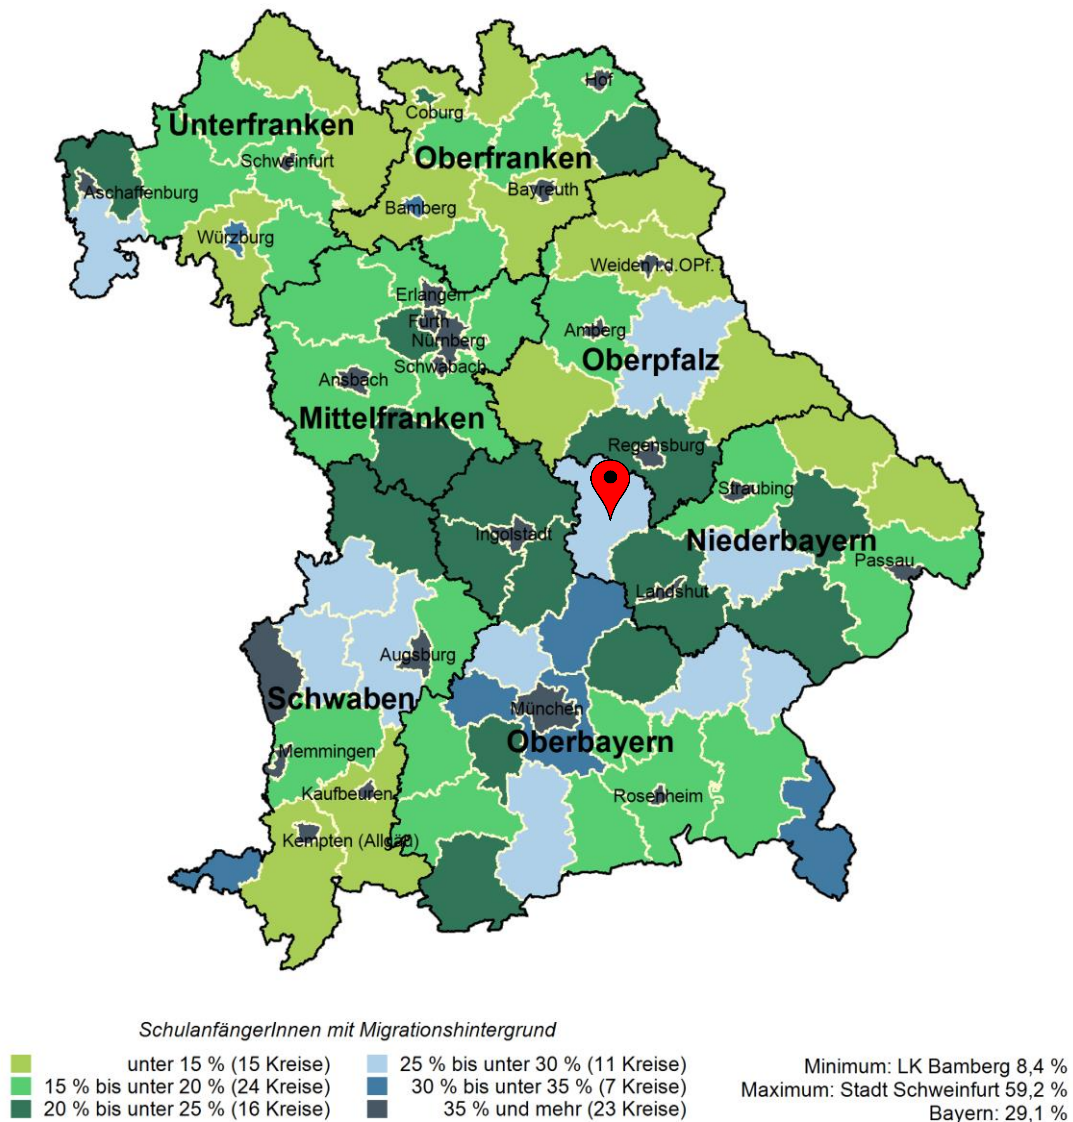 Hof
Coburg
Unterfranken
Schweinfurt
Oberfranken
Aschaffenburg
Bayreuth
Bamberg
Würzburg
Weiden i.d.OPf.
Erlangen
Fürth
Nürnberg
Amberg
Oberpfalz
Schwabach
Ansbach
Mittelfranken
Regensburg
Straubing
Ingolstadt
Niederbayern
Passau
Landshut
Augsburg
Schwaben
München
Oberbayern
Memmingen
Kaufbeuren
Rosenheim
Kempten (Allgäu)
SchulanfängerInnen mit Migrationshintergrund
unter 15 % (15 Kreise)
15 % bis unter 20 % (24 Kreise)
20 % bis unter 25 % (16 Kreise)
25 % bis unter 30 % (11 Kreise)
30 % bis unter 35 % (7 Kreise)
35 % und mehr (23 Kreise)
Minimum: LK Bamberg 8,4 %
Maximum: Stadt Schweinfurt 59,2 %
Bayern: 29,1 %